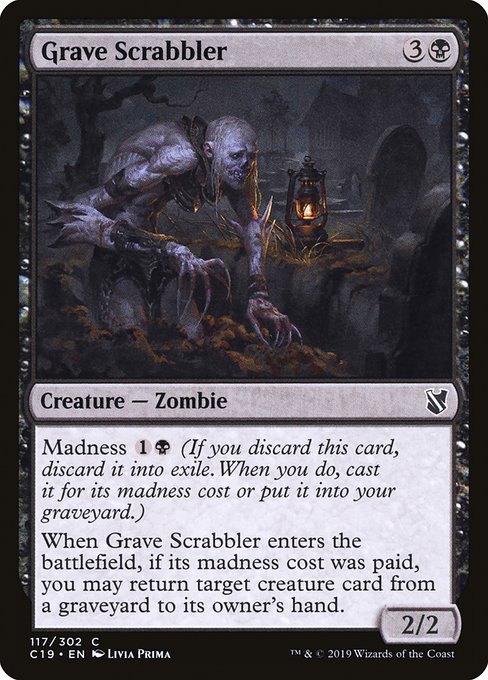 Grave Scrabbler 3
Creature — Zombie
Madness 1 (If you discard this card,
discard it into exile. When you do, cast
it for its madness cost or put it into your
graveyard.)
When Grave Scrabbler enters the
battlefield, if its madness cost was paid,
you may return target creature card from
a graveyard to its owner's hand.
2/2
117/302 C
C19 • EN Livia Prima
™ & © 2019 Wizards of the Coast